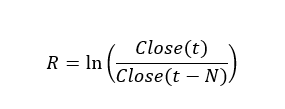 R = ln(Close(t) / Close(t − N))